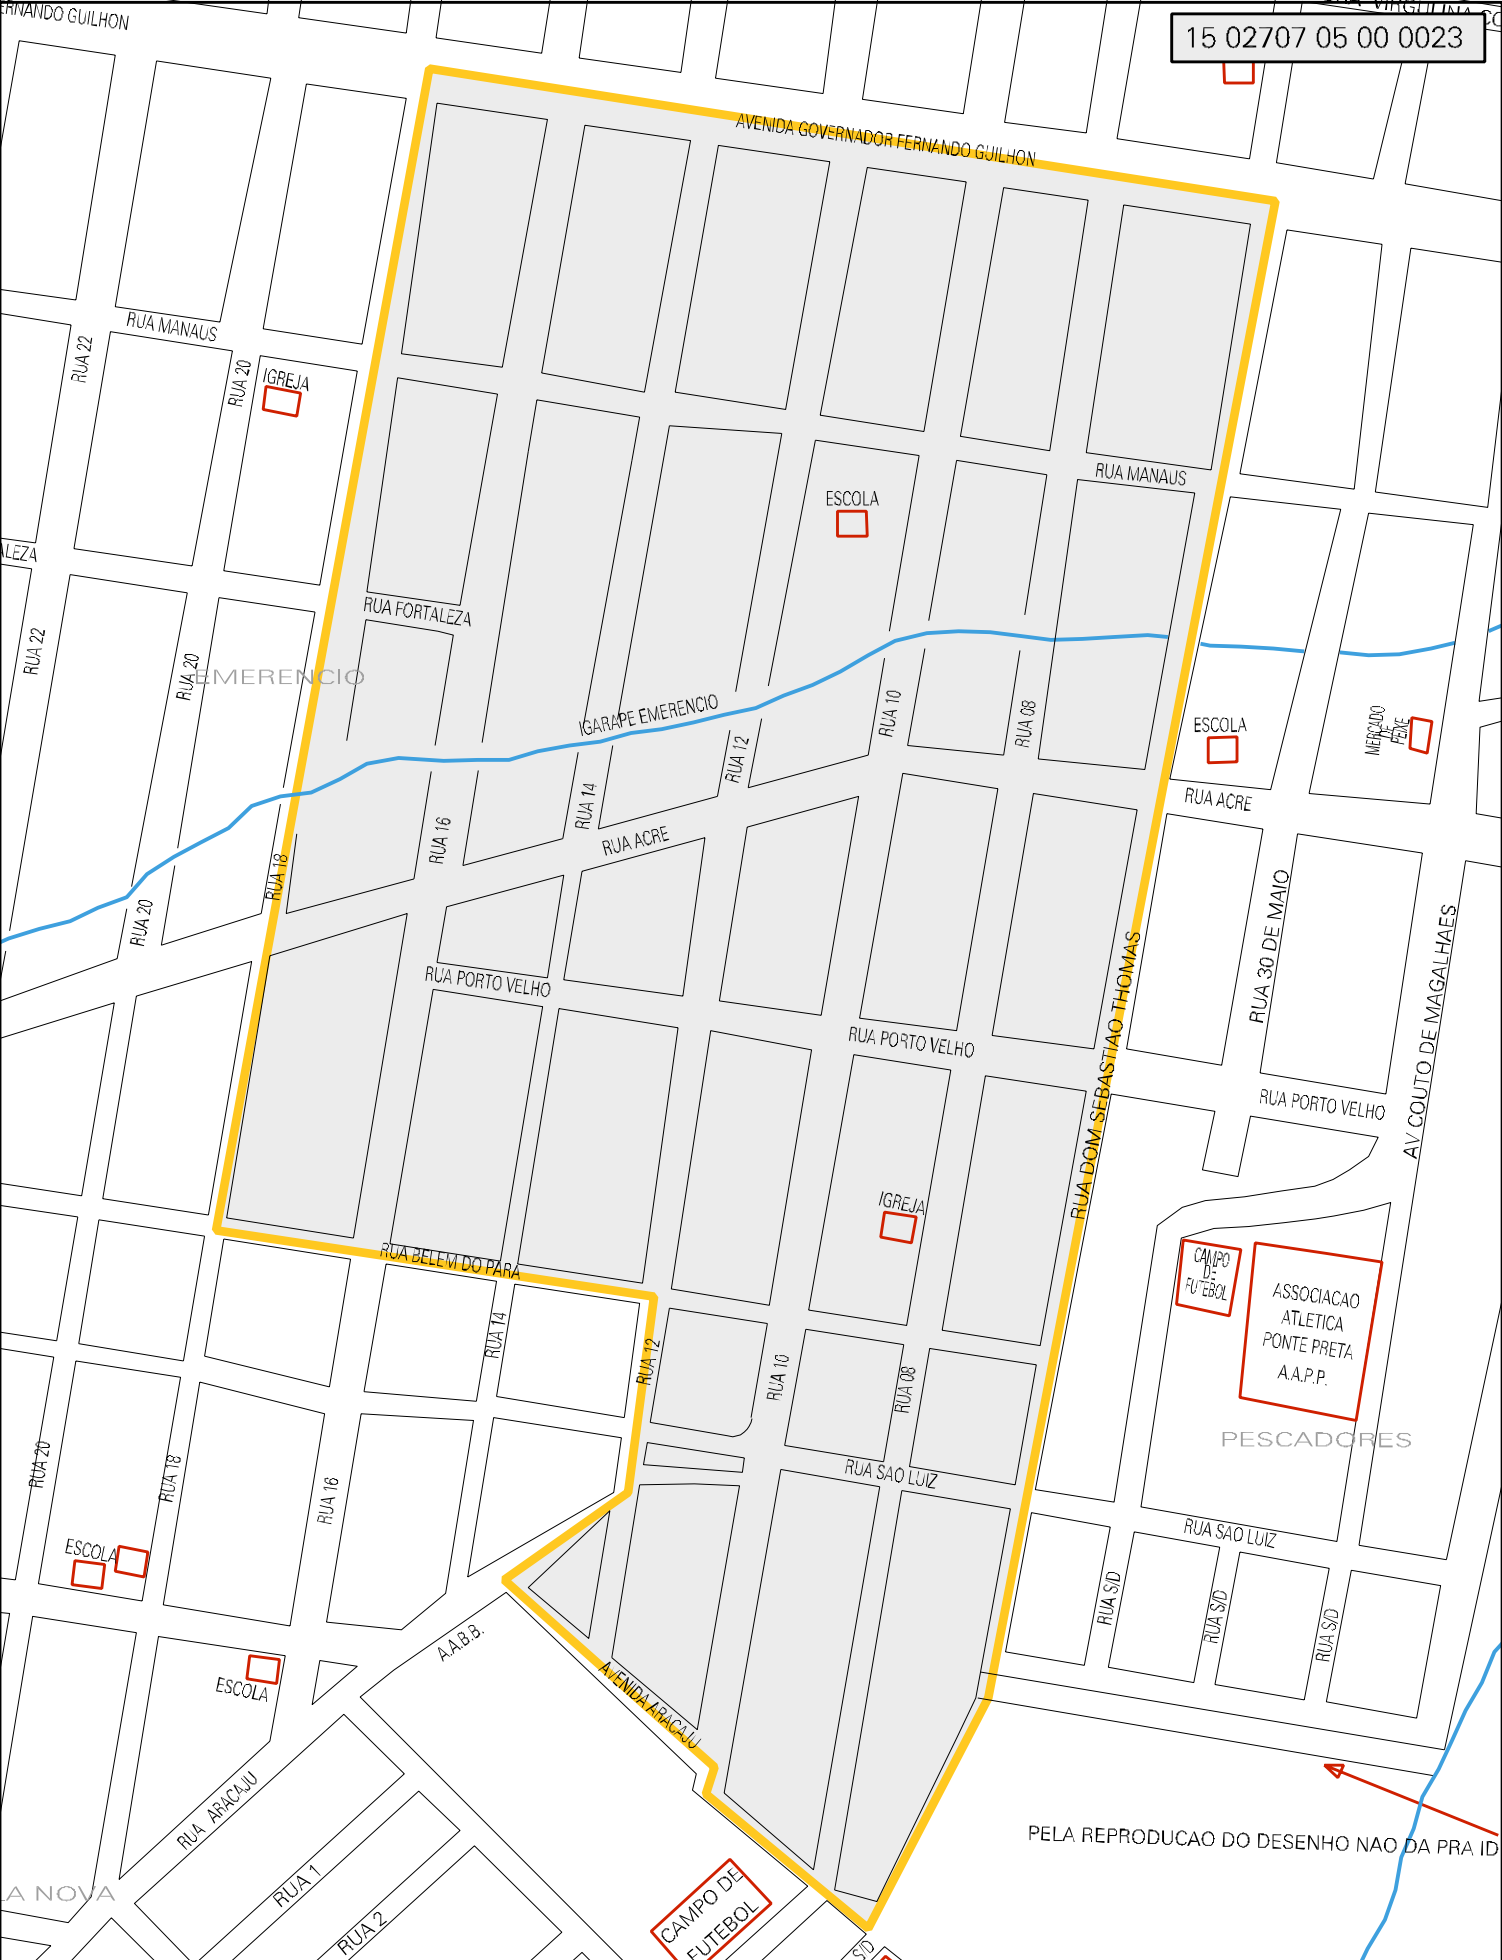 15 02707 05 00 0023
AVENIDA GOVERNADOR FERNANDO GUILHON
RUA MANAUS
RUA 22
RUA 20
IGREJA
RUA MANAUS
ESCOLA
RUA FORTALEZA
RUA 22
RUA 20
EMERENCIO
IGARAPE EMERENCIO
RUA 10
RUA 08
ESCOLA
MERCADO
DE
PEIXE
RUA 12
RUA 14
RUA 16
RUA ACRE
RUA ACRE
RUA 18
RUA 20
RUA PORTO VELHO
RUA PORTO VELHO
RUA DOM SEBASTIAO THOMAS
RUA 30 DE MAIO
AV COUTO DE MAGALHAES
RUA PORTO VELHO
IGREJA
RUA BELEM DO PARA
CAMPO
DE
FUTEBOL
ASSOCIACAO
ATLETICA
PONTE PRETA
A.A.P.P.
RUA 14
RUA 12
RUA 10
RUA 08
PESCADORES
RUA 20
RUA 18
RUA 16
RUA SAO LUIZ
RUA SAO LUIZ
ESCOLA
RUA S/D
RUA S/D
RUA S/D
A.A.B.B.
ESCOLA
AVENIDA ARACAJU
RUA ARACAJU
PELA REPRODUCAO DO DESENHO NAO DA PRA ID
RUA 1
RUA 2
CAMPO DE
FUTEBOL
S/D